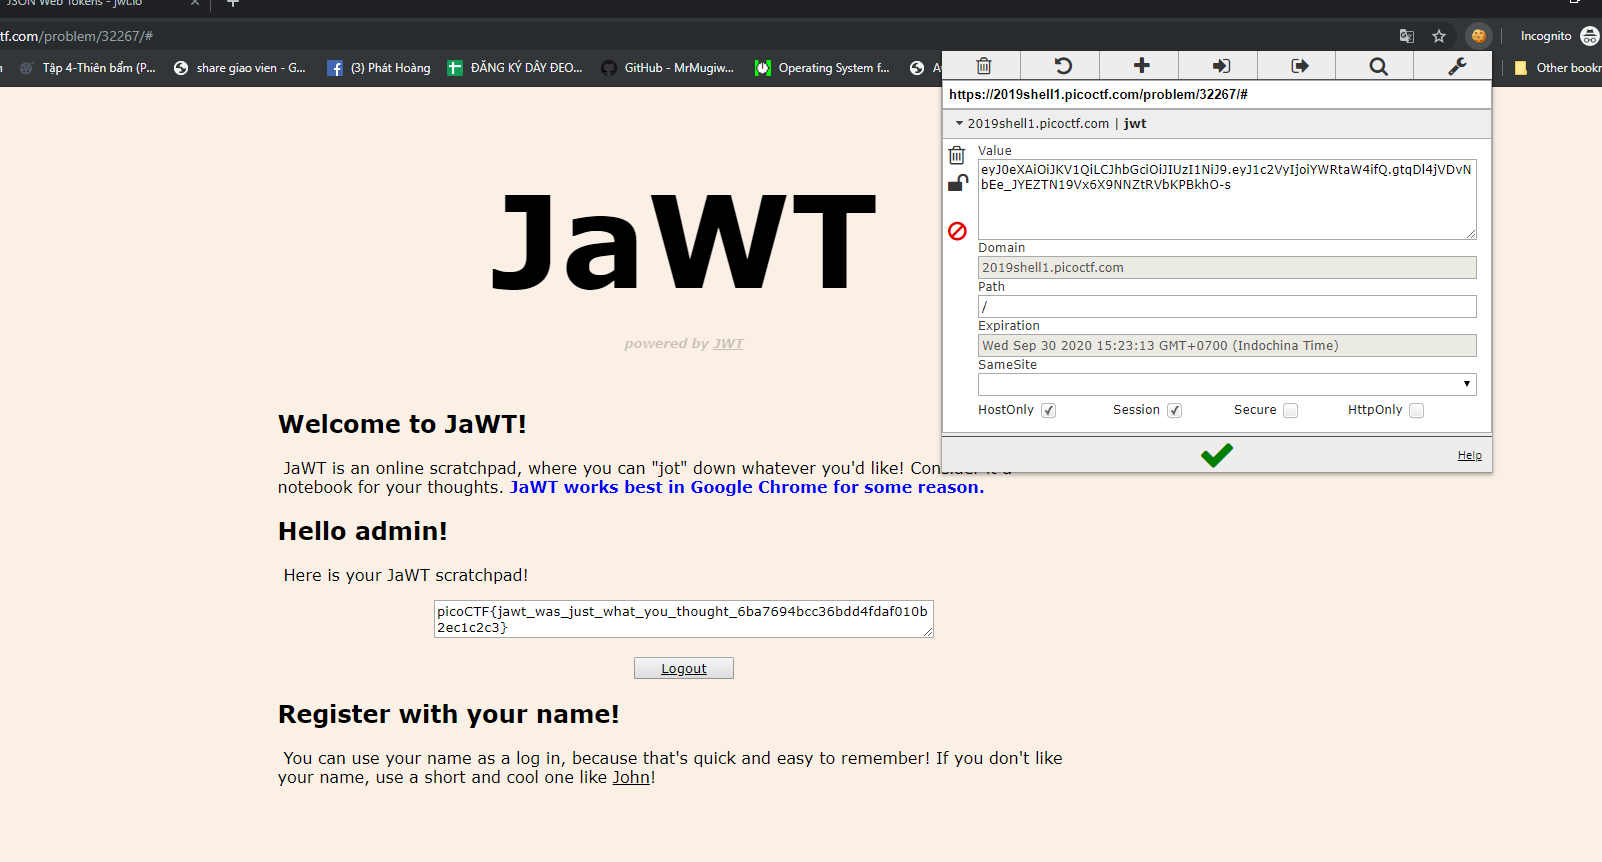 JSON Web Tokens - jwt.io
tf.com/problem/32267/#
Incognito
Tập 4-Thiên bẩm (P...
share giao vien - G...
(3) Phát Hoàng
ĐĂNG KÝ DÂY ĐEO...
GitHub - MrMugiw...
Operating System f...
Other bookr
https://2019shell1.picoctf.com/problem/32267/#
2019shell1.picoctf.com | jwt
Value
eyJ0eXAiOiJKV1QiLCJhbGciOiJIUzI1NiJ9.eyJ1c2VyIjoiYWRtaW4ifQ.gtqDl4jVDvN
bEe_JYEZTN19Vx6X9NNZtRVbKPBkhO-s
Domain
2019shell1.picoctf.com
Path
/
Expiration
Wed Sep 30 2020 15:23:13 GMT+0700 (Indochina Time)
SameSite
HostOnly Session Secure HttpOnly
Help
JaWT
powered by JWT
Welcome to JaWT!
JaWT is an online scratchpad, where you can "jot" down whatever you'd like! Consider it a
notebook for your thoughts. JaWT works best in Google Chrome for some reason.
Hello admin!
Here is your JaWT scratchpad!
picoCTF{jawt_was_just_what_you_thought_6ba7694bcc36bdd4fdaf010b
2ec1c2c3}
Logout
Register with your name!
You can use your name as a log in, because that's quick and easy to remember! If you don't like
your name, use a short and cool one like John!